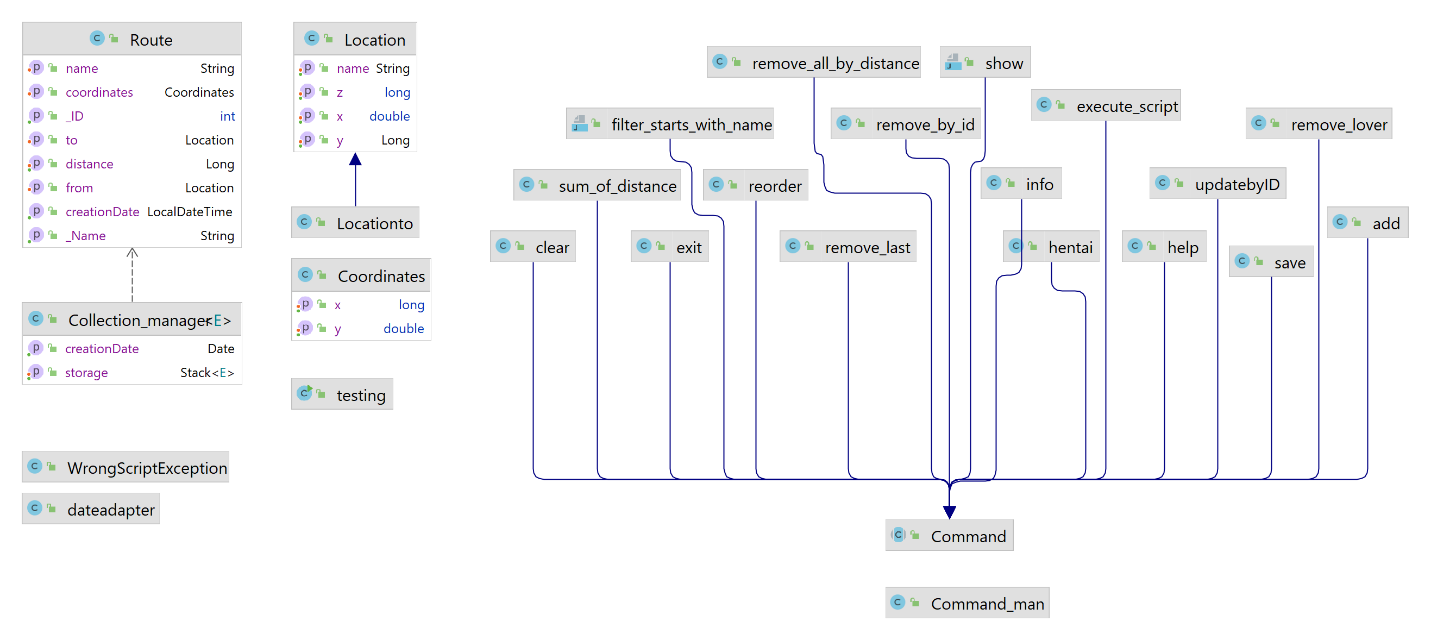 Route
name String
coordinates Coordinates
_ID int
to Location
distance Long
from Location
creationDate LocalDateTime
_Name String
Collection_manager<E>
creationDate Date
storage Stack<E>
WrongScriptException
dateadapter
Location
name String
z long
x double
y Long
Locationto
Coordinates
x long
y double
testing
remove_all_by_distance
show
execute_script
filter_starts_with_name
remove_by_id
remove_lover
sum_of_distance
reorder
info
updatebyID
add
clear
exit
remove_last
hentai
help
save
Command
Command_man